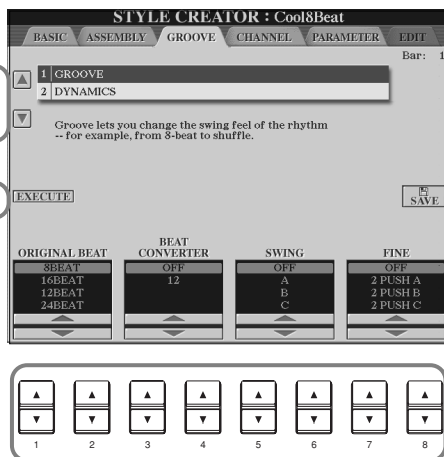 STYLE CREATOR : Cool8Beat
BASIC ASSEMBLY GROOVE CHANNEL PARAMETER EDIT
Bar: 1
1 GROOVE
2 DYNAMICS
Groove lets you change the swing feel of the rhythm
-- for example, from 8-beat to shuffle.
EXECUTE
SAVE
ORIGINAL BEAT BEAT CONVERTER SWING FINE
8BEAT OFF OFF OFF
16BEAT 12 A 2 PUSH A
12BEAT B 2 PUSH B
24BEAT C 2 PUSH C
1 2 3 4 5 6 7 8